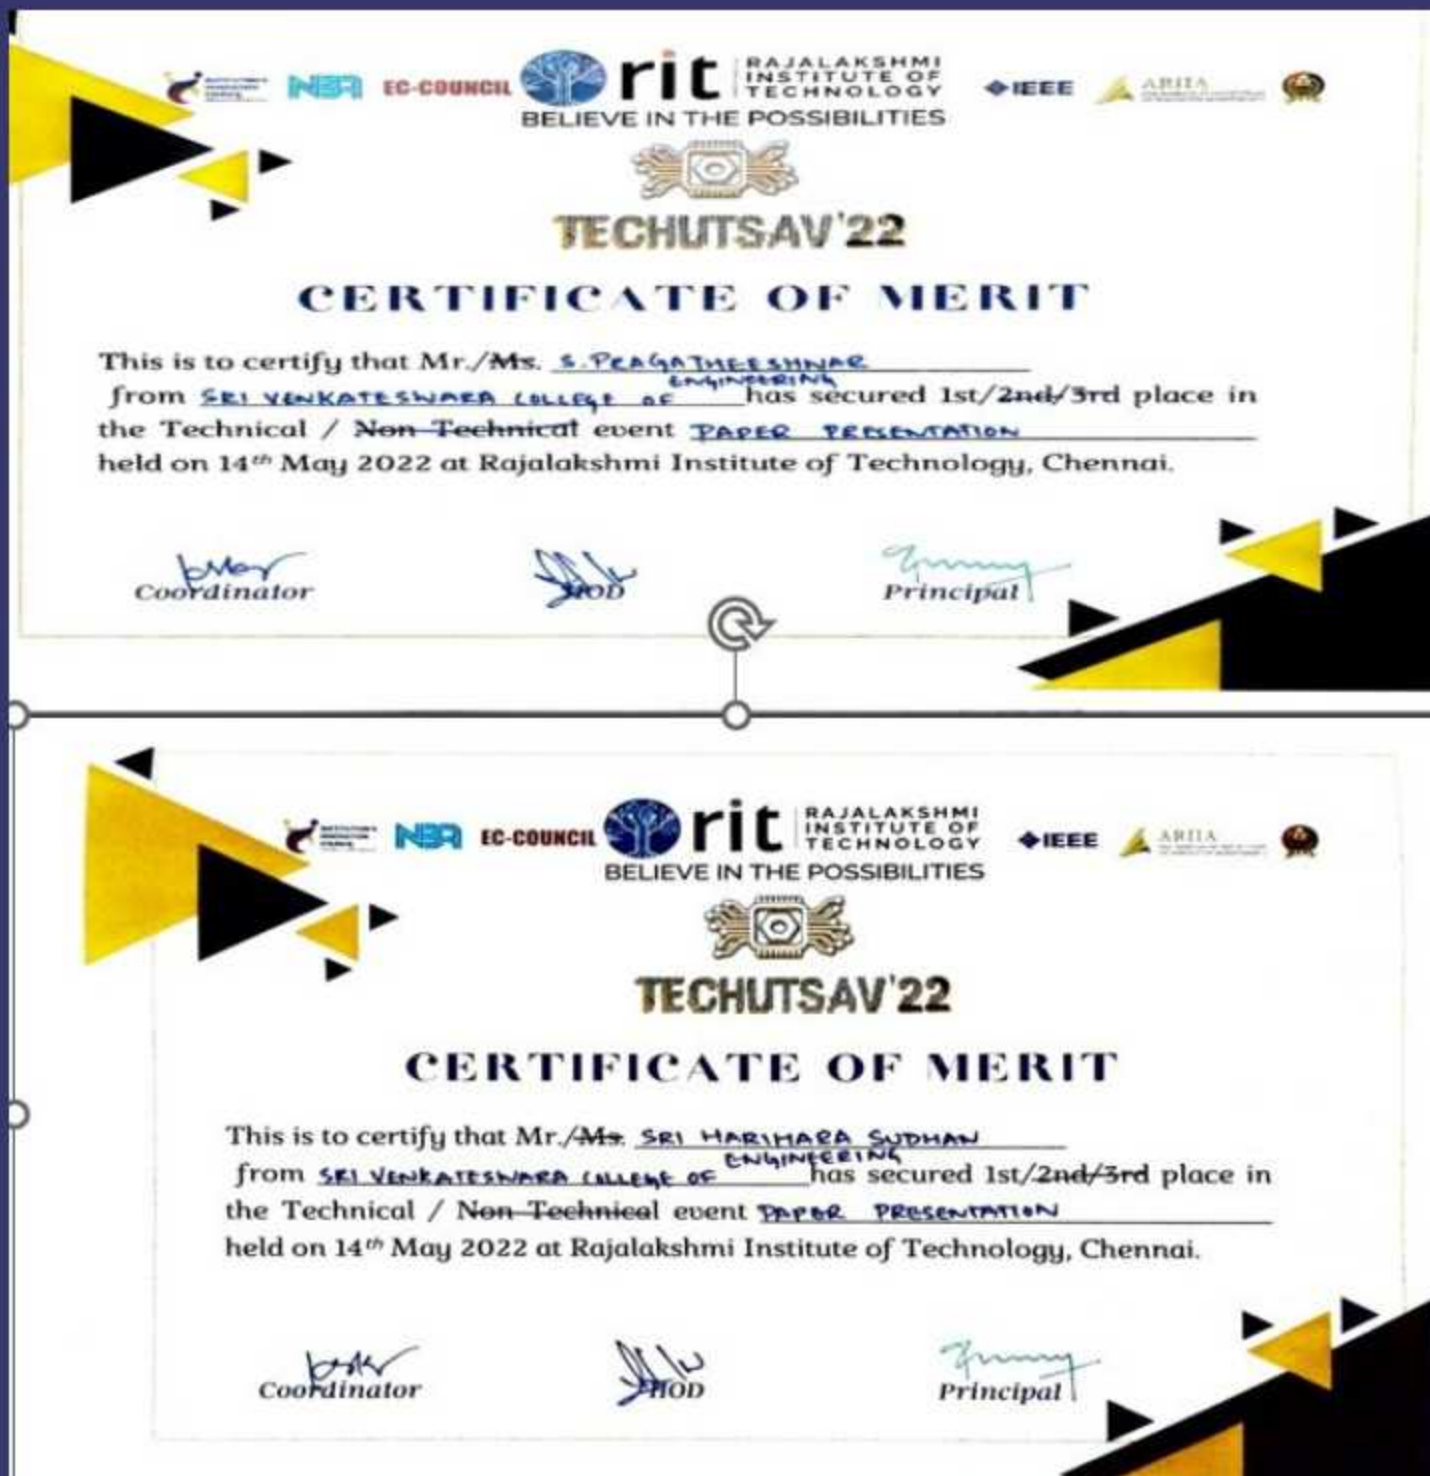 NBA EC-COUNCIL rit RAJALAKSHMI INSTITUTE OF TECHNOLOGY IEEE ARIIA
BELIEVE IN THE POSSIBILITIES
TECHUTSAV'22
CERTIFICATE OF MERIT
This is to certify that Mr./Ms. S. PRAGATHEESHWAR
from SRI VENKATESWARA COLLEGE OF ENGINEERING has secured 1st/2nd/3rd place in
the Technical / Non Technical event PAPER PRESENTATION
held on 14th May 2022 at Rajalakshmi Institute of Technology, Chennai.
Coordinator HOD Principal
NBA EC-COUNCIL rit RAJALAKSHMI INSTITUTE OF TECHNOLOGY IEEE ARIIA
BELIEVE IN THE POSSIBILITIES
TECHUTSAV'22
CERTIFICATE OF MERIT
This is to certify that Mr./Ms. SRI HARIHARA SUDHAN
from SRI VENKATESWARA COLLEGE OF ENGINEERING has secured 1st/2nd/3rd place in
the Technical / Non Technical event PAPER PRESENTATION
held on 14th May 2022 at Rajalakshmi Institute of Technology, Chennai.
Coordinator HOD Principal